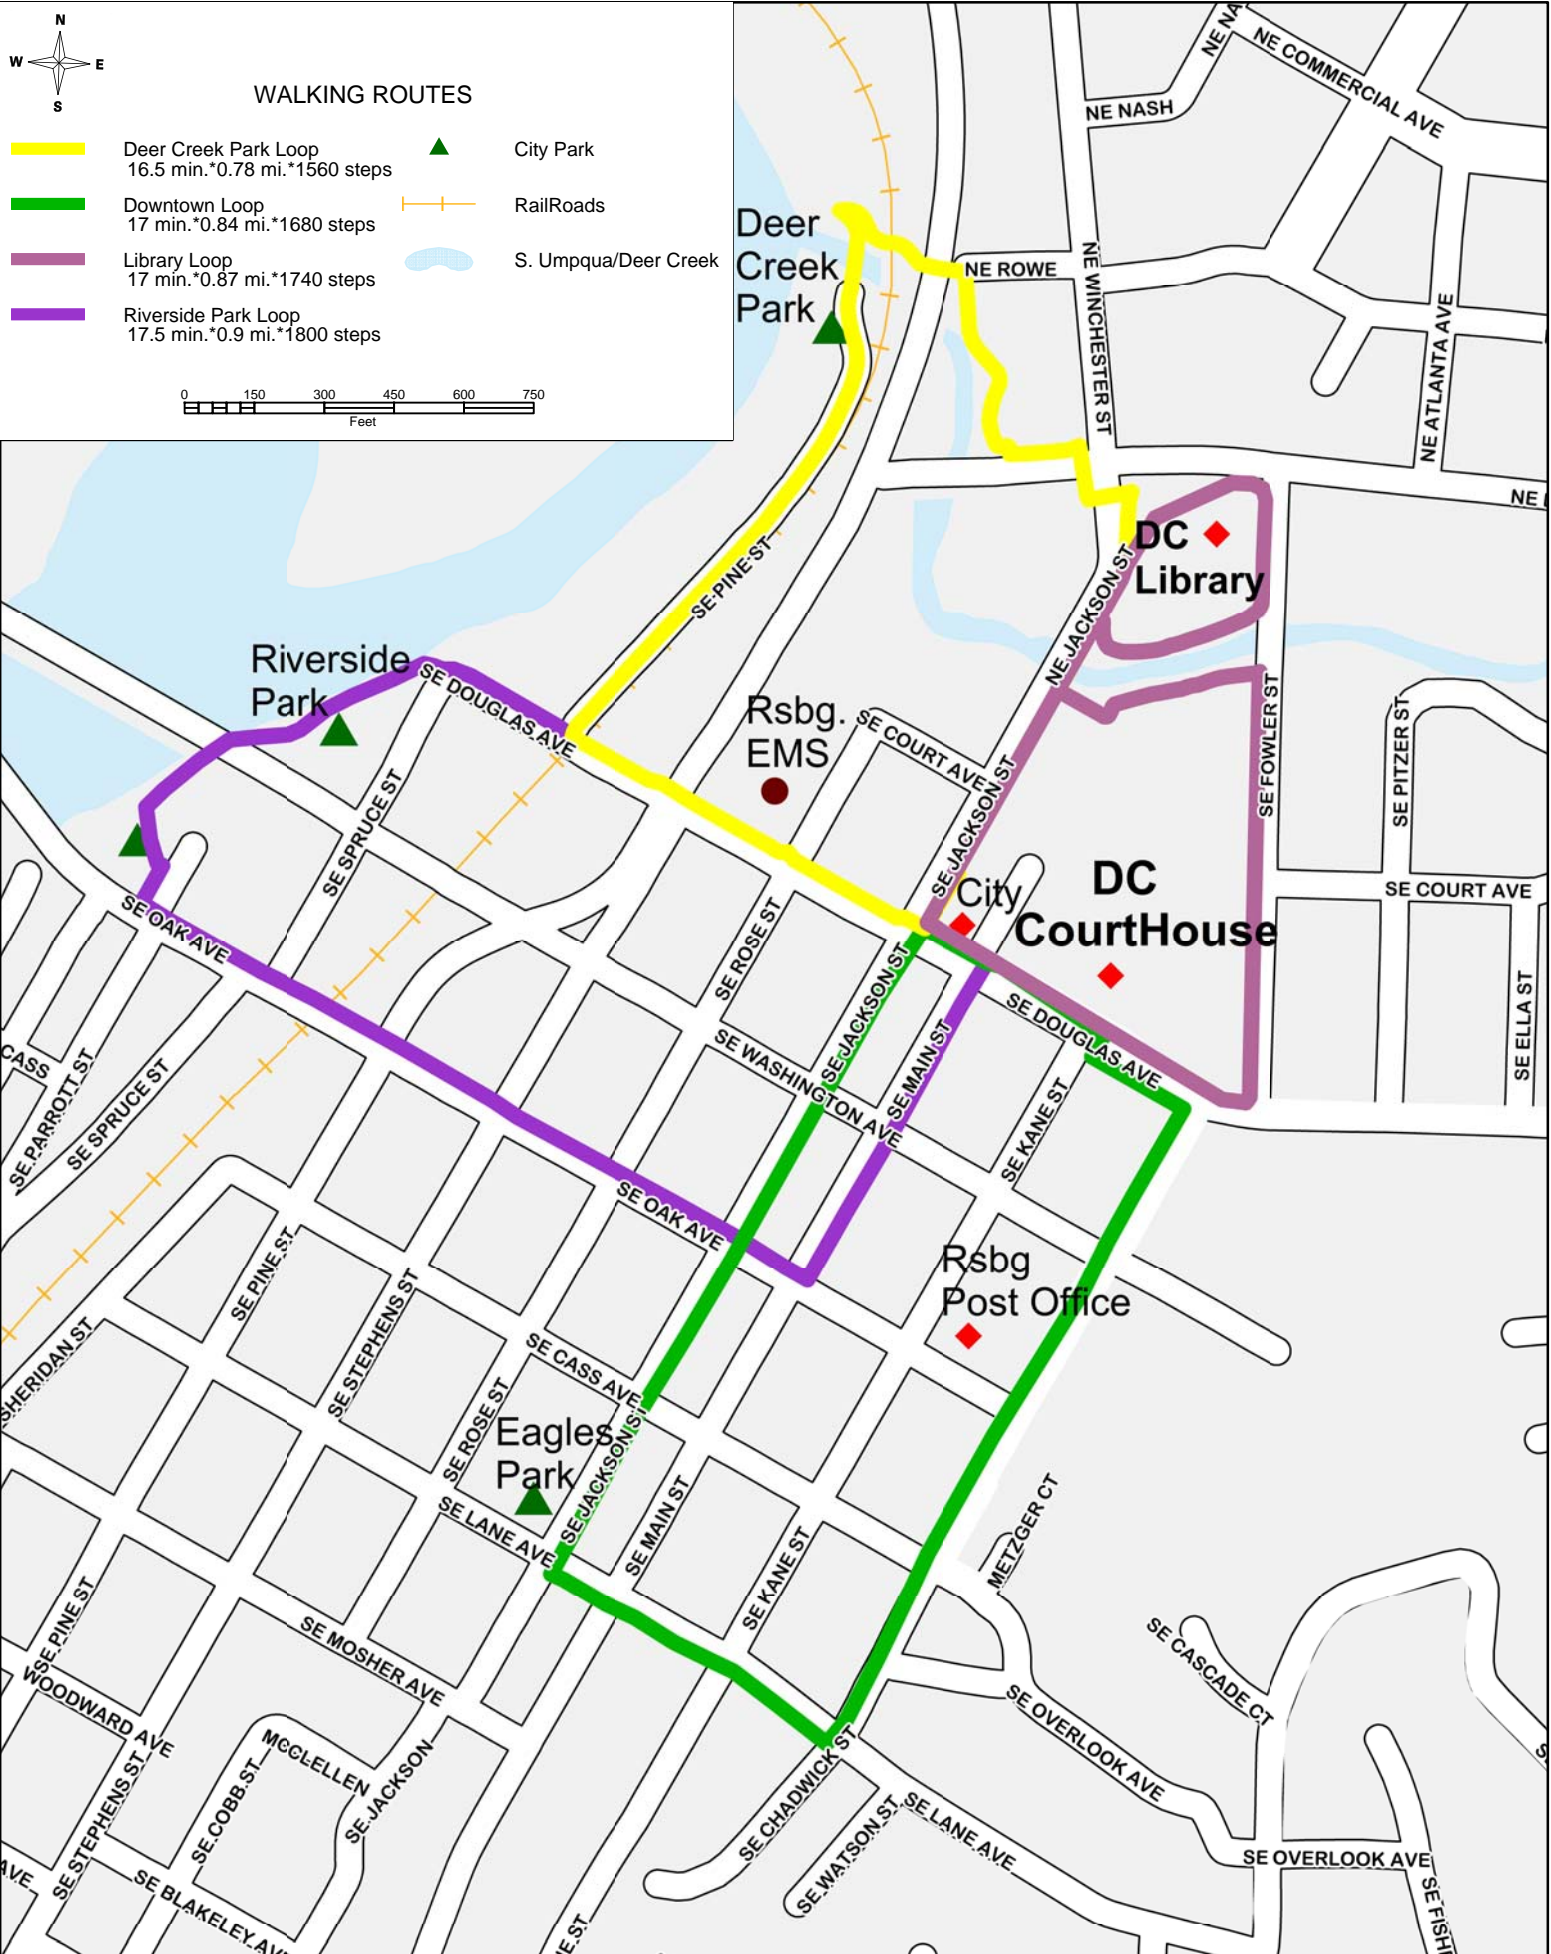 N
W
E
S
WALKING ROUTES
Deer Creek Park Loop
16.5 min.*0.78 mi.*1560 steps
Downtown Loop
17 min.*0.84 mi.*1680 steps
Library Loop
17 min.*0.87 mi.*1740 steps
Riverside Park Loop
17.5 min.*0.9 mi.*1800 steps
City Park
RailRoads
S. Umpqua/Deer Creek
0 150 300 450 600 750
Feet
NE NA
NE COMMERCIAL AVE
NE NASH
Deer
Creek
Park
NE ROWE
NE WINCHESTER ST
NE ATLANTA AVE
NE
SE PINE ST
DC
Library
NE JACKSON ST
Riverside
Park
SE DOUGLAS AVE
Rsbg.
EMS
SE COURT AVE
SE FOWLER ST
SE PITZER ST
SE SPRUCE ST
SE JACKSON ST
City
DC
CourtHouse
SE COURT AVE
SE OAK AVE
SE ROSE ST
SE JACKSON ST
SE DOUGLAS AVE
SE ELLA ST
CASS
SE PARROTT ST
SE SPRUCE ST
SE WASHINGTON AVE
SE MAIN ST
SE KANE ST
SE OAK AVE
SE PINE ST
SE STEPHENS ST
Rsbg
Post Office
SHERIDAN ST
SE CASS AVE
SE ROSE ST
Eagles
Park
SE JACKSON ST
SE LANE AVE
SE MAIN ST
SE KANE ST
METZGER CT
SE PINE ST
SE MOSHER AVE
WOODWARD AVE
SE CASCADE CT
SE OVERLOOK AVE
MCCLELLEN
SE COBB ST
SE JACKSON
SE STEPHENS ST
SE CHADWICK ST
SE WATSON ST
SE LANE AVE
SE OVERLOOK AVE
SE FISH
AVE
SE BLAKELEY AV
E ST